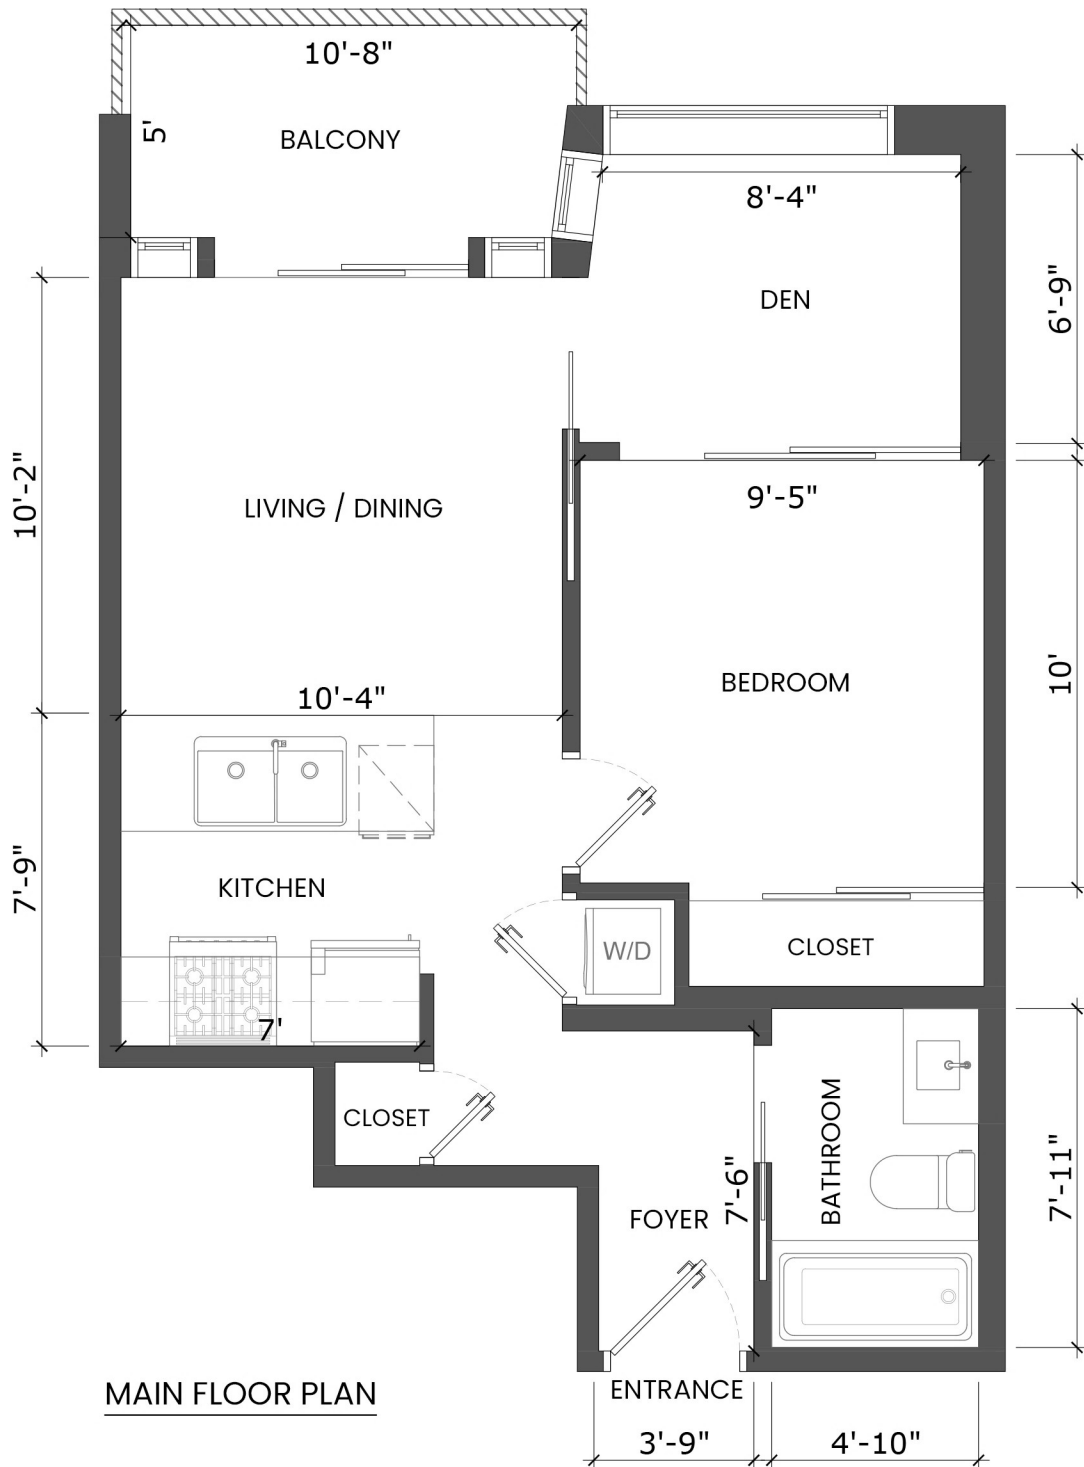 10'-8"
5'
BALCONY
8'-4"
DEN
6'-9"
10'-2"
LIVING / DINING
9'-5"
BEDROOM
10'
10'-4"
7'-9"
KITCHEN
W/D
CLOSET
7'
CLOSET
BATHROOM
7'-6"
7'-11"
FOYER
MAIN FLOOR PLAN
ENTRANCE
3'-9"
4'-10"